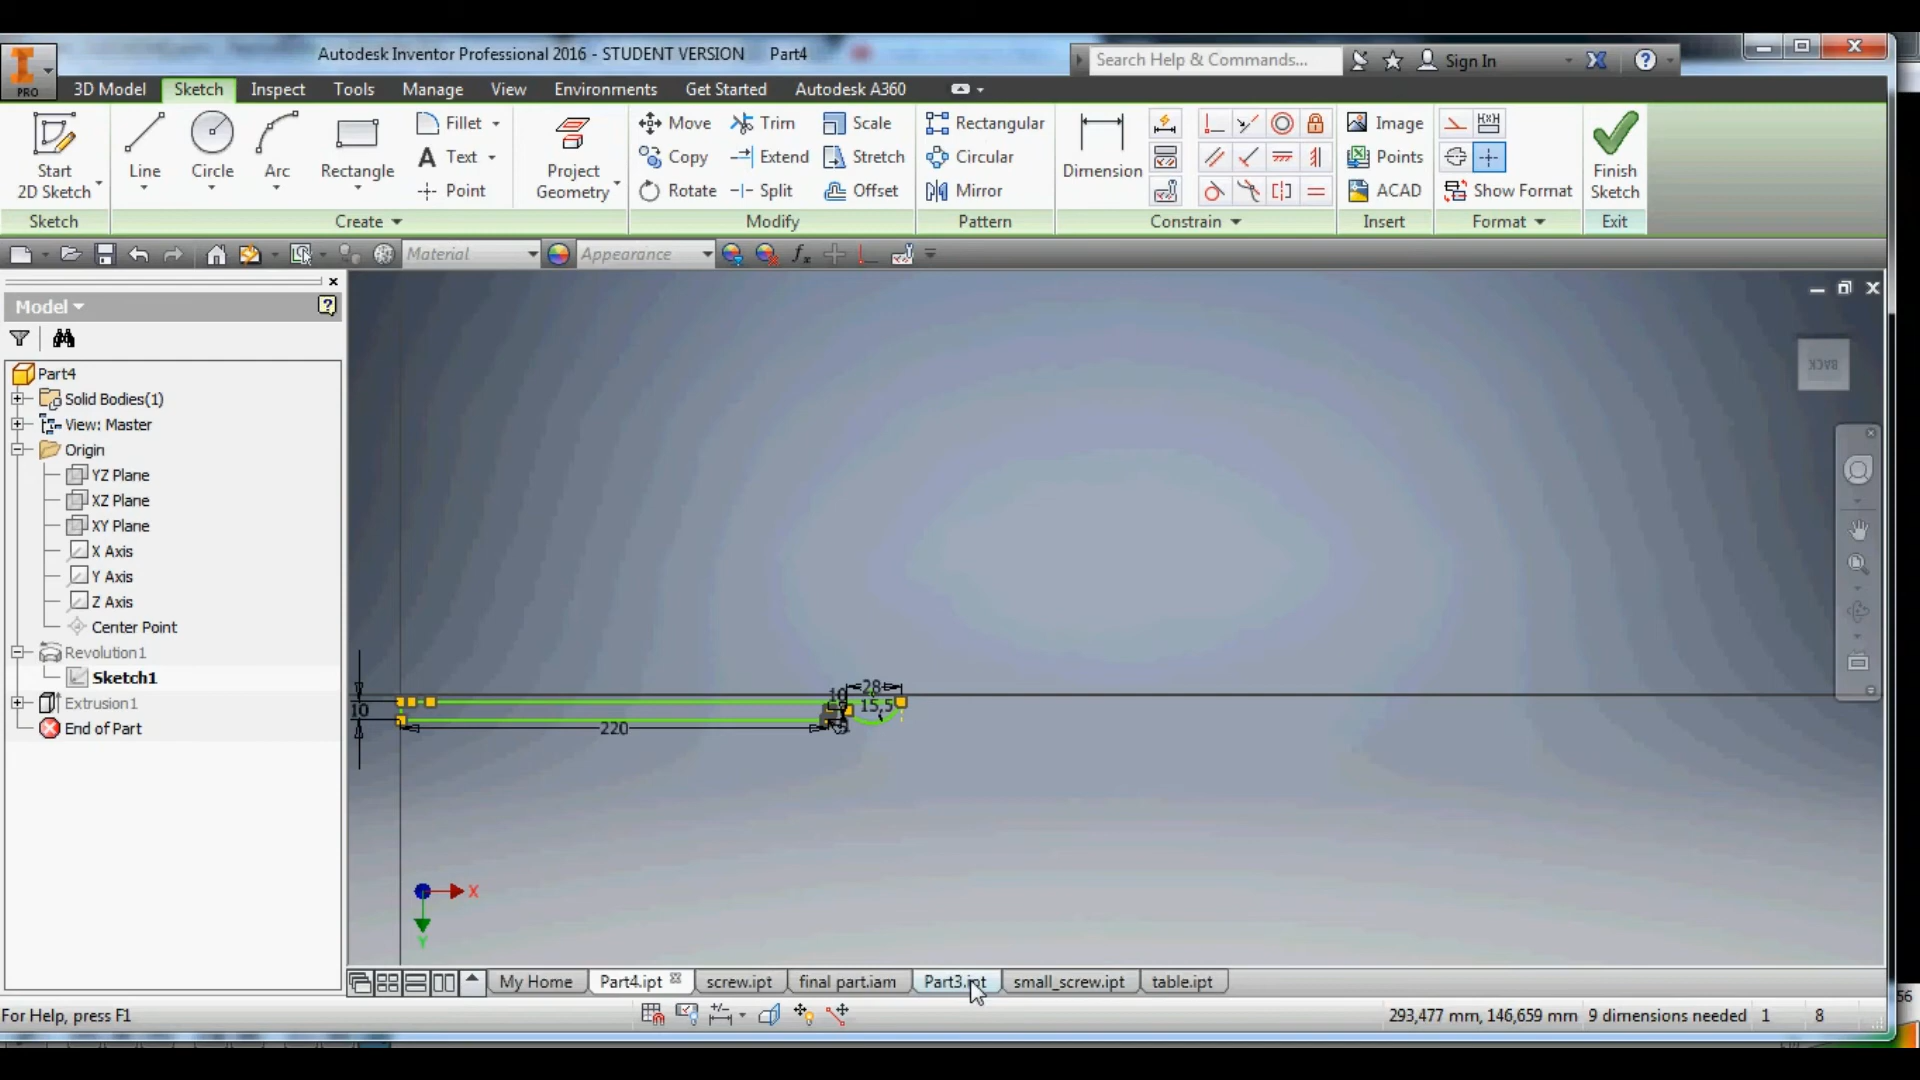 Autodesk Inventor Professional 2016 - STUDENT VERSION Part4
Search Help & Commands...
Sign In
PRO
3D Model Sketch Inspect Tools Manage View Environments Get Started Autodesk A360
Start
2D Sketch
Line
Circle
Arc
Rectangle
Fillet
Text
Point
Project
Geometry
Move
Copy
Rotate
Trim
Extend
Split
Scale
Stretch
Offset
Rectangular
Circular
Mirror
Dimension
Image
Points
ACAD
Show Format
Finish
Sketch
Sketch Create Modify Pattern Constrain Insert Format Exit
Material
Appearance
fx
Model
Part4
Solid Bodies(1)
View: Master
Origin
YZ Plane
XZ Plane
XY Plane
X Axis
Y Axis
Z Axis
Center Point
Revolution1
Sketch1
Extrusion1
End of Part
BACK
10
28
10
15,5
220
X
Y
My Home Part4.ipt screw.ipt final part.iam Part3.ipt small_screw.ipt table.ipt
For Help, press F1
293,477 mm, 146,659 mm 9 dimensions needed 1 8
56